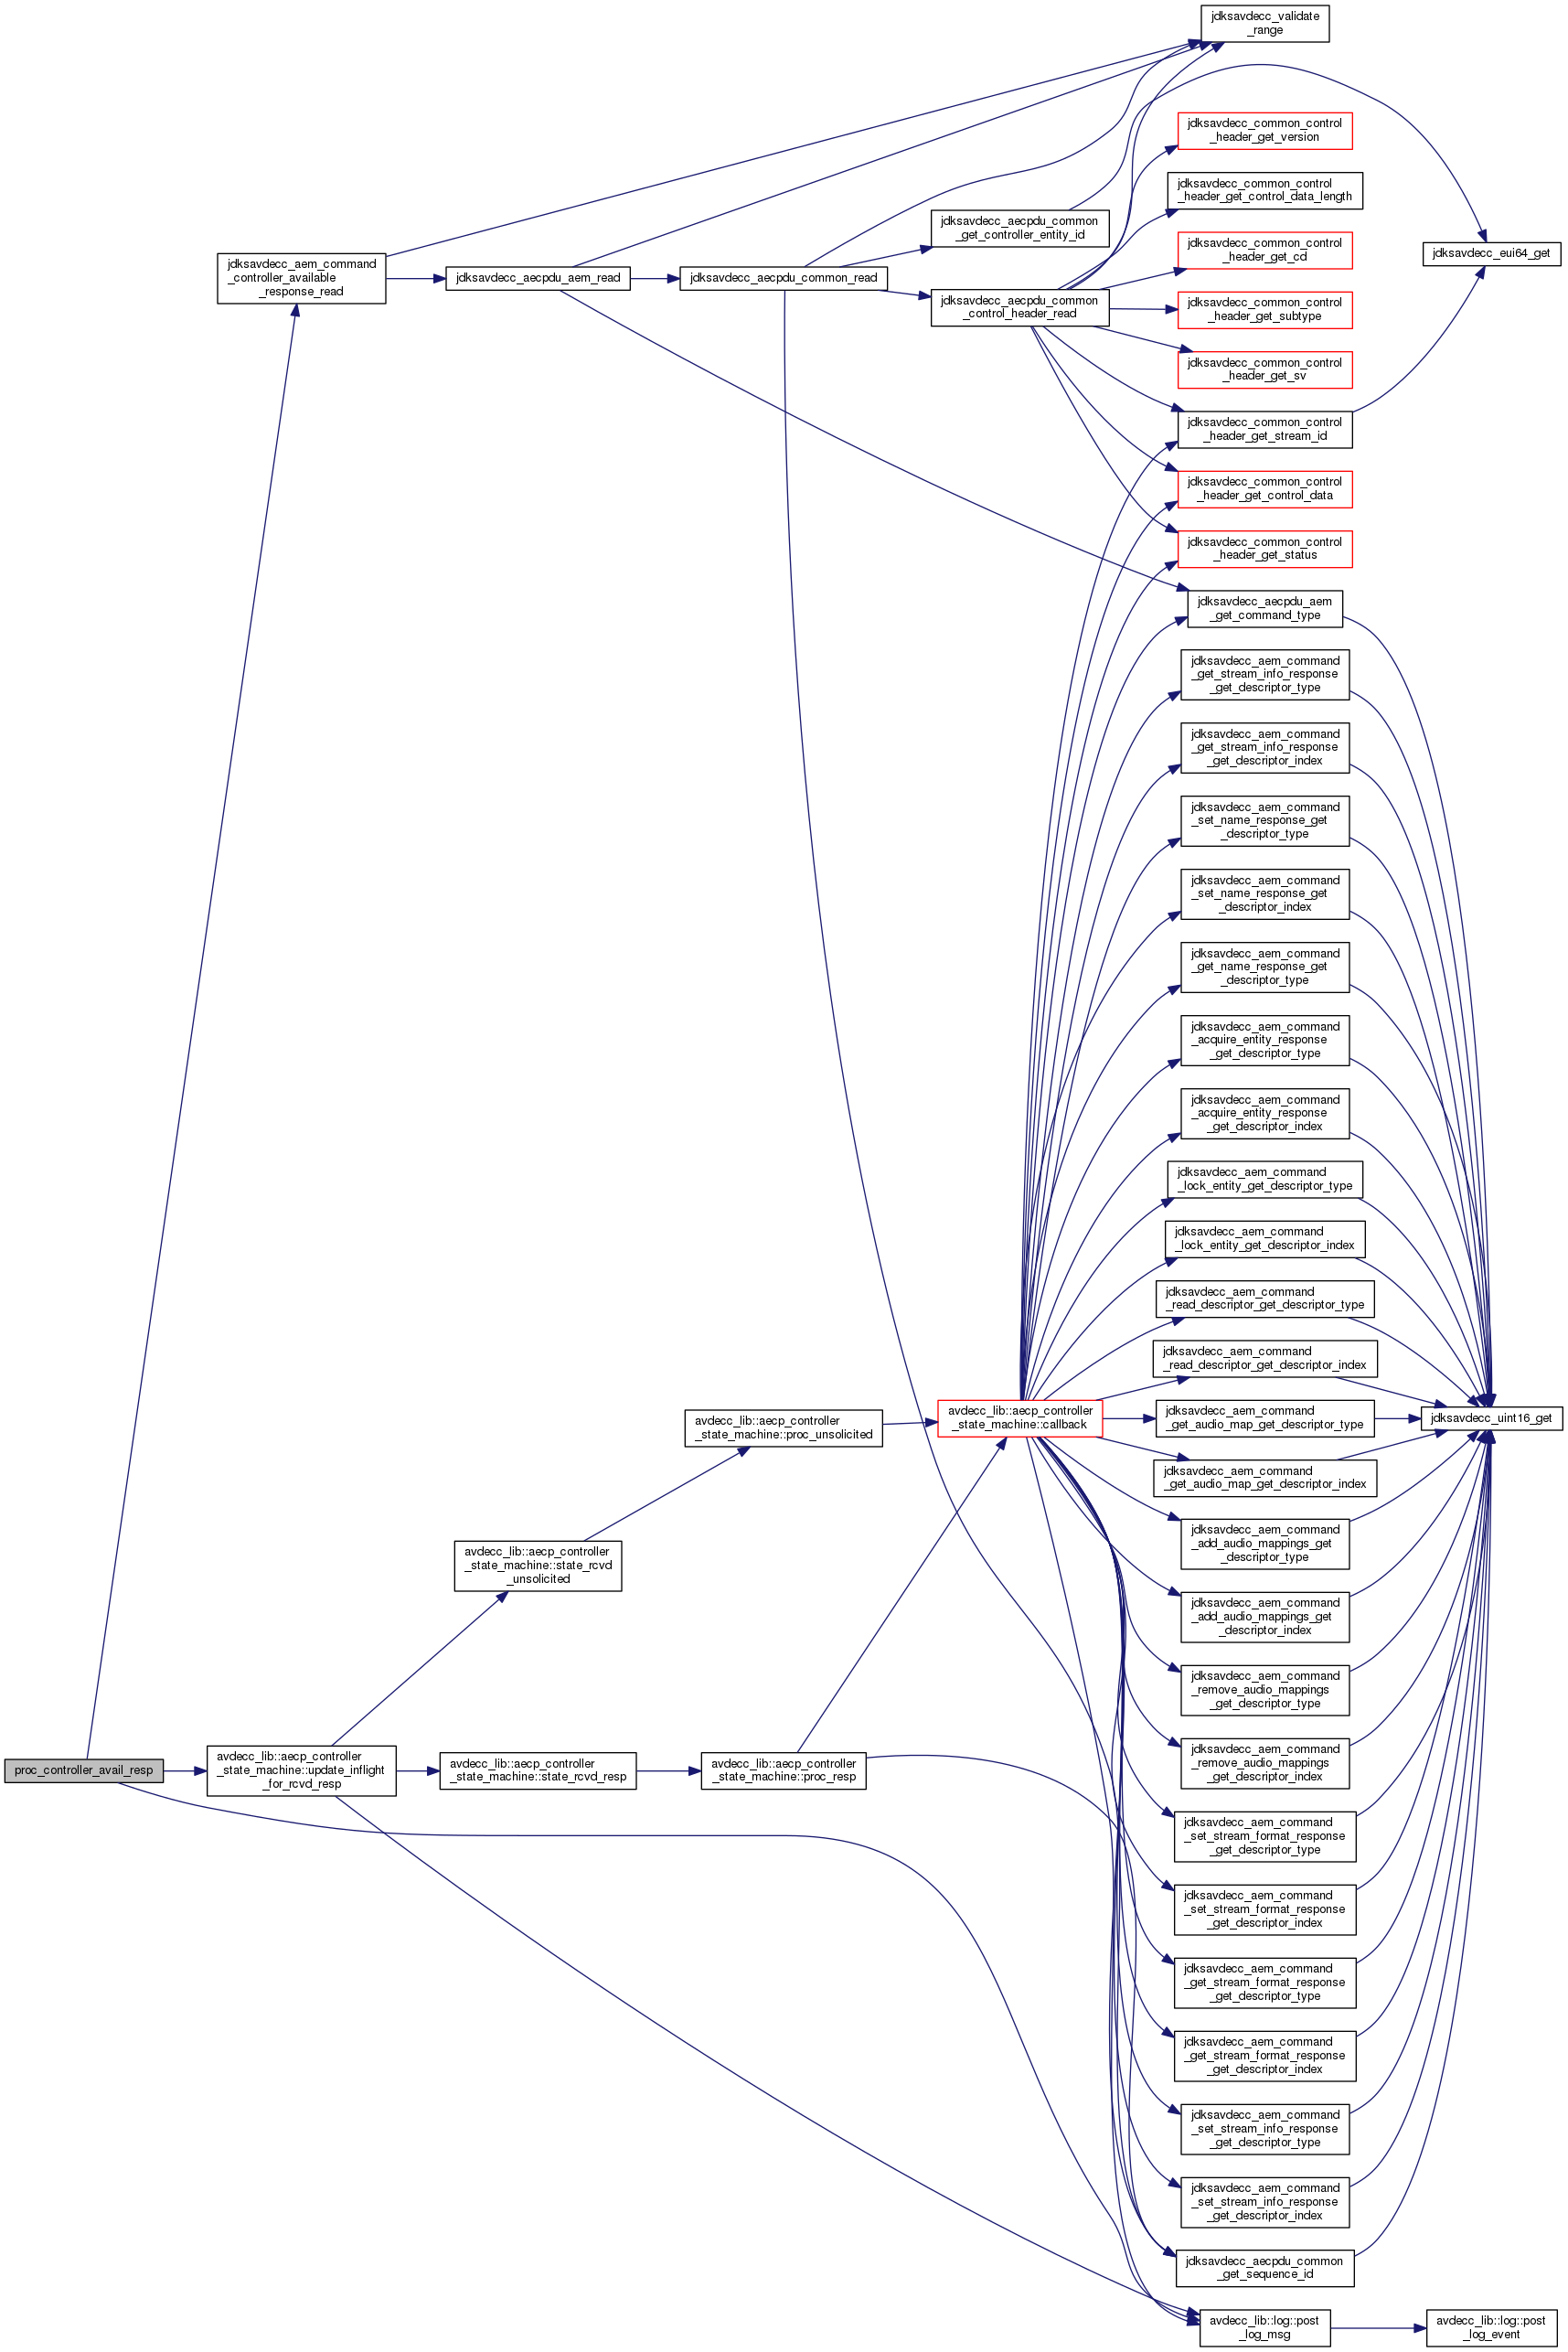 jdksavdecc_validate
_range
jdksavdecc_common_control
_header_get_version
jdksavdecc_common_control
_header_get_control_data_length
jdksavdecc_aecpdu_common
_get_controller_entity_id
jdksavdecc_common_control
_header_get_cd
jdksavdecc_eui64_get
jdksavdecc_aem_command
_controller_available
_response_read
jdksavdecc_aecpdu_aem_read
jdksavdecc_aecpdu_common_read
jdksavdecc_aecpdu_common
_control_header_read
jdksavdecc_common_control
_header_get_subtype
jdksavdecc_common_control
_header_get_sv
jdksavdecc_common_control
_header_get_stream_id
jdksavdecc_common_control
_header_get_control_data
jdksavdecc_common_control
_header_get_status
jdksavdecc_aecpdu_aem
_get_command_type
jdksavdecc_aem_command
_get_stream_info_response
_get_descriptor_type
jdksavdecc_aem_command
_get_stream_info_response
_get_descriptor_index
jdksavdecc_aem_command
_set_name_response_get
_descriptor_type
jdksavdecc_aem_command
_set_name_response_get
_descriptor_index
jdksavdecc_aem_command
_get_name_response_get
_descriptor_type
jdksavdecc_aem_command
_acquire_entity_response
_get_descriptor_type
jdksavdecc_aem_command
_acquire_entity_response
_get_descriptor_index
jdksavdecc_aem_command
_lock_entity_get_descriptor_type
jdksavdecc_aem_command
_lock_entity_get_descriptor_index
jdksavdecc_aem_command
_read_descriptor_get_descriptor_type
jdksavdecc_aem_command
_read_descriptor_get_descriptor_index
avdecc_lib::aecp_controller
_state_machine::proc_unsolicited
avdecc_lib::aecp_controller
_state_machine::callback
jdksavdecc_aem_command
_get_audio_map_get_descriptor_type
jdksavdecc_uint16_get
jdksavdecc_aem_command
_get_audio_map_get_descriptor_index
avdecc_lib::aecp_controller
_state_machine::state_rcvd
_unsolicited
jdksavdecc_aem_command
_add_audio_mappings_get
_descriptor_type
jdksavdecc_aem_command
_add_audio_mappings_get
_descriptor_index
jdksavdecc_aem_command
_remove_audio_mappings
_get_descriptor_type
proc_controller_avail_resp
avdecc_lib::aecp_controller
_state_machine::update_inflight
_for_rcvd_resp
avdecc_lib::aecp_controller
_state_machine::state_rcvd_resp
avdecc_lib::aecp_controller
_state_machine::proc_resp
jdksavdecc_aem_command
_remove_audio_mappings
_get_descriptor_index
jdksavdecc_aem_command
_set_stream_format_response
_get_descriptor_type
jdksavdecc_aem_command
_set_stream_format_response
_get_descriptor_index
jdksavdecc_aem_command
_get_stream_format_response
_get_descriptor_type
jdksavdecc_aem_command
_get_stream_format_response
_get_descriptor_index
jdksavdecc_aem_command
_set_stream_info_response
_get_descriptor_type
jdksavdecc_aem_command
_set_stream_info_response
_get_descriptor_index
jdksavdecc_aecpdu_common
_get_sequence_id
avdecc_lib::log::post
_log_msg
avdecc_lib::log::post
_log_event